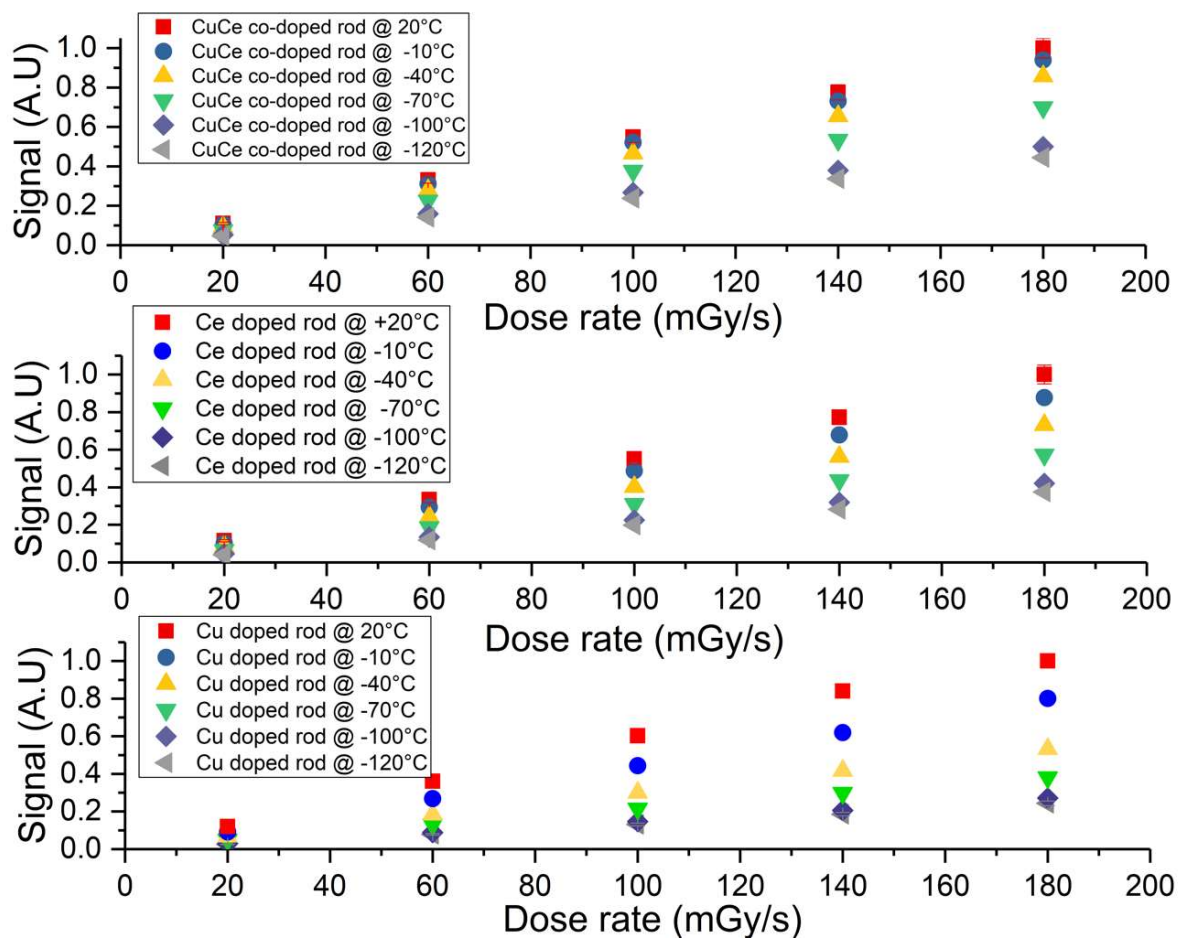 CuCe co-doped rod @ 20°C
CuCe co-doped rod @ -10°C
CuCe co-doped rod @ -40°C
CuCe co-doped rod @ -70°C
CuCe co-doped rod @ -100°C
CuCe co-doped rod @ -120°C
Signal (A.U)
1.0
0.8
0.6
0.4
0.2
0.0
0 20 40 60 80 100 120 140 160 180 200
Dose rate (mGy/s)
Ce doped rod @ +20°C
Ce doped rod @ -10°C
Ce doped rod @ -40°C
Ce doped rod @ -70°C
Ce doped rod @ -100°C
Ce doped rod @ -120°C
Signal (A.U)
1.0
0.8
0.6
0.4
0.2
0.0
0 20 40 60 80 100 120 140 160 180 200
Dose rate (mGy/s)
Cu doped rod @ 20°C
Cu doped rod @ -10°C
Cu doped rod @ -40°C
Cu doped rod @ -70°C
Cu doped rod @ -100°C
Cu doped rod @ -120°C
Signal (A.U)
1.0
0.8
0.6
0.4
0.2
0.0
0 20 40 60 80 100 120 140 160 180 200
Dose rate (mGy/s)